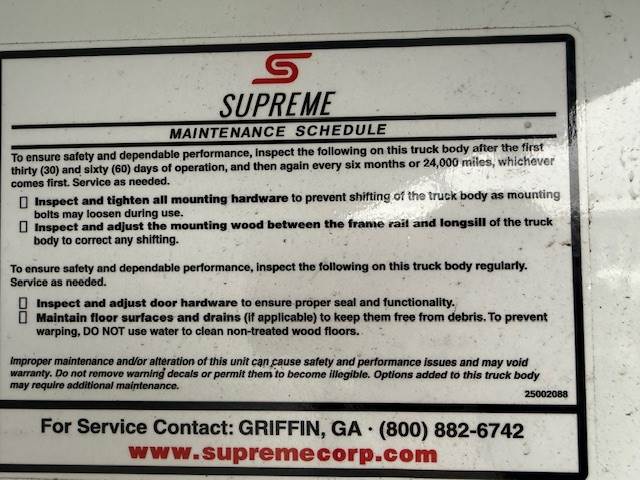 S
SUPREME
MAINTENANCE SCHEDULE
To ensure safety and dependable performance, inspect the following on this truck body after the first
thirty (30) and sixty (60) days of operation, and then again every six months or 24,000 miles, whichever
comes first. Service as needed.
▯ Inspect and tighten all mounting hardware to prevent shifting of the truck body as mounting
bolts may loosen during use.
▯ Inspect and adjust the mounting wood between the frame rail and longsill of the truck
body to correct any shifting.
To ensure safety and dependable performance, inspect the following on this truck body regularly.
Service as needed.
▯ Inspect and adjust door hardware to ensure proper seal and functionality.
▯ Maintain floor surfaces and drains (if applicable) to keep them free from debris. To prevent
warping, DO NOT use water to clean non-treated wood floors.
Improper maintenance and/or alteration of this unit can cause safety and performance issues and may void
warranty. Do not remove warning decals or permit them to become illegible. Options added to this truck body
may require additional maintenance.
25002088
For Service Contact: GRIFFIN, GA · (800) 882-6742
www.supremecorp.com